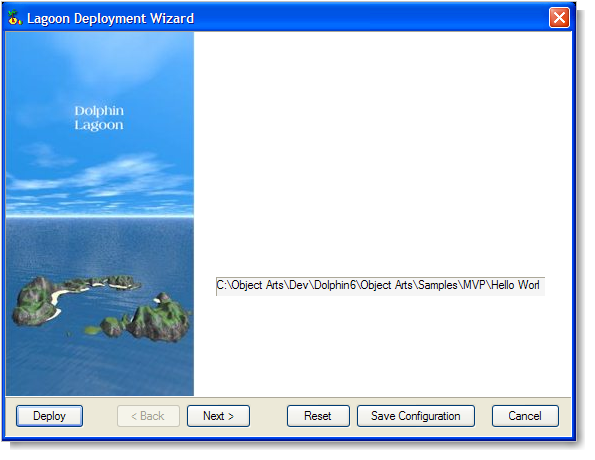 Lagoon Deployment Wizard
Dolphin
Lagoon
C:\Object Arts\Dev\Dolphin6\Object Arts\Samples\MVP\Hello Worl
Deploy
< Back
Next >
Reset
Save Configuration
Cancel